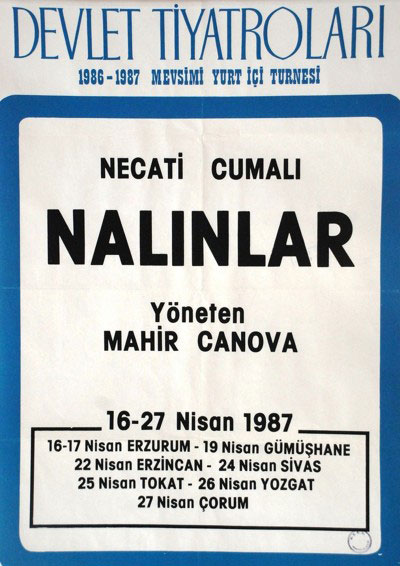 DEVLET TİYATROLARI
1986-1987 MEVSİMİ YURT İÇİ TURNESİ
NECATİ CUMALI
NALINLAR
Yöneten
MAHİR CANOVA
16-27 Nisan 1987
16-17 Nisan ERZURUM - 19 Nisan GÜMÜŞHANE
22 Nisan ERZİNCAN - 24 Nisan SİVAS
25 Nisan TOKAT - 26 Nisan YOZGAT
27 Nisan ÇORUM